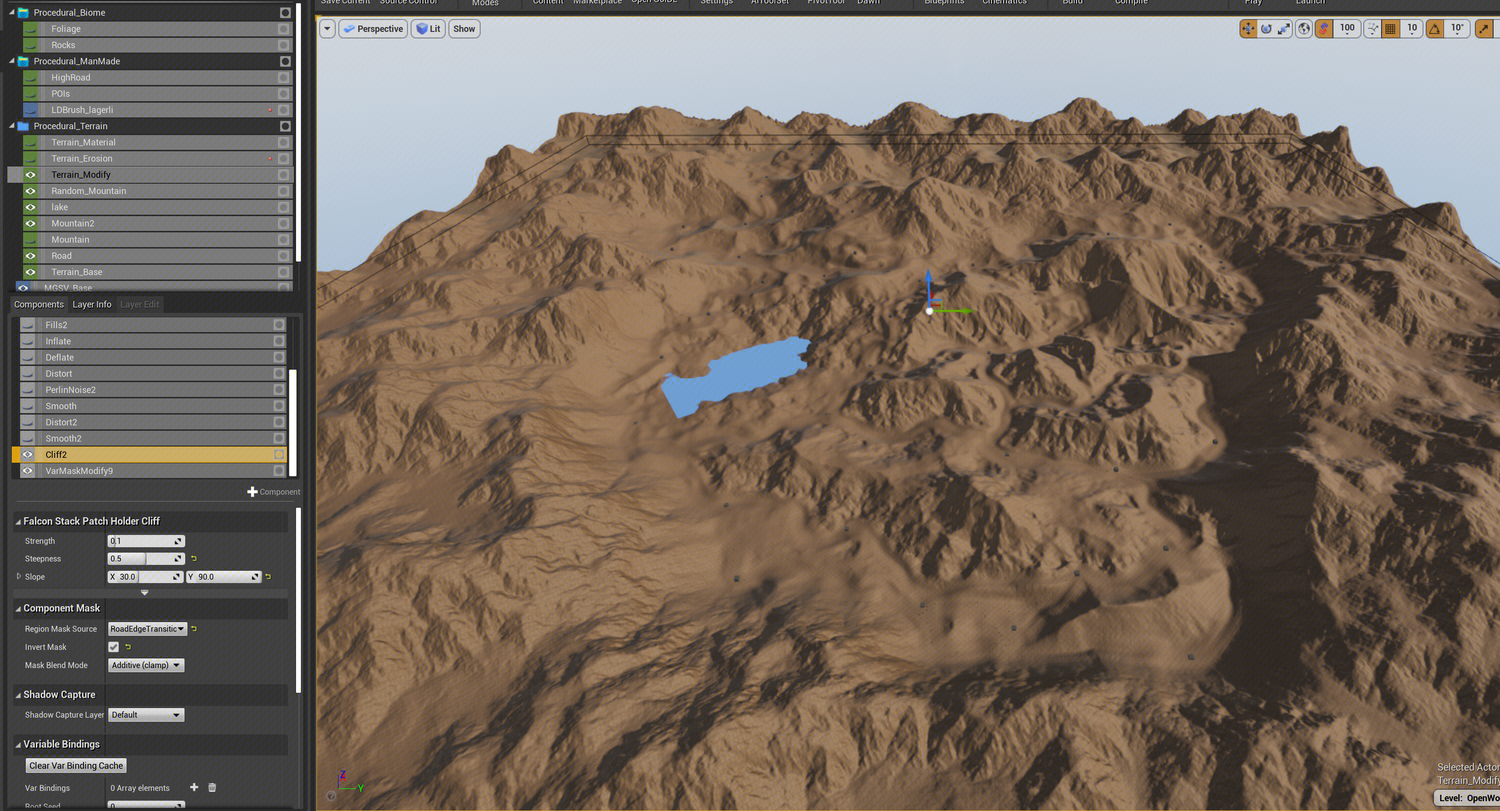 Save Current Source Control Modes Content Marketplace Settings Blueprints Cinematics Build Compile Play Launch
Procedural_Biome
Foliage
Rocks
Procedural_ManMade
HighRoad
POIs
LDBrush_lagerli
Procedural_Terrain
Terrain_Material
Terrain_Erosion
Terrain_Modify
Random_Mountain
lake
Mountain2
Mountain
Road
Terrain_Base
MGSV_Base
Components Layer Info Layer Edit
Fills2
Inflate
Deflate
Distort
PerlinNoise2
Smooth
Distort2
Smooth2
Cliff2
VarMaskModify9
Component
Falcon Stack Patch Holder Cliff
Strength 0.1
Steepness 0.5
Slope X 30.0 Y 90.0
Component Mask
Region Mask Source RoadEdgeTransitic
Invert Mask
Mask Blend Mode Additive (clamp)
Shadow Capture
Shadow Capture Layer Default
Variable Bindings
Clear Var Binding Cache
Var Bindings 0 Array elements
Root Seed 0
Perspective Lit Show
100 10 10°
Z
Y
Selected Actor
Terrain_Modify
Level: OpenWo